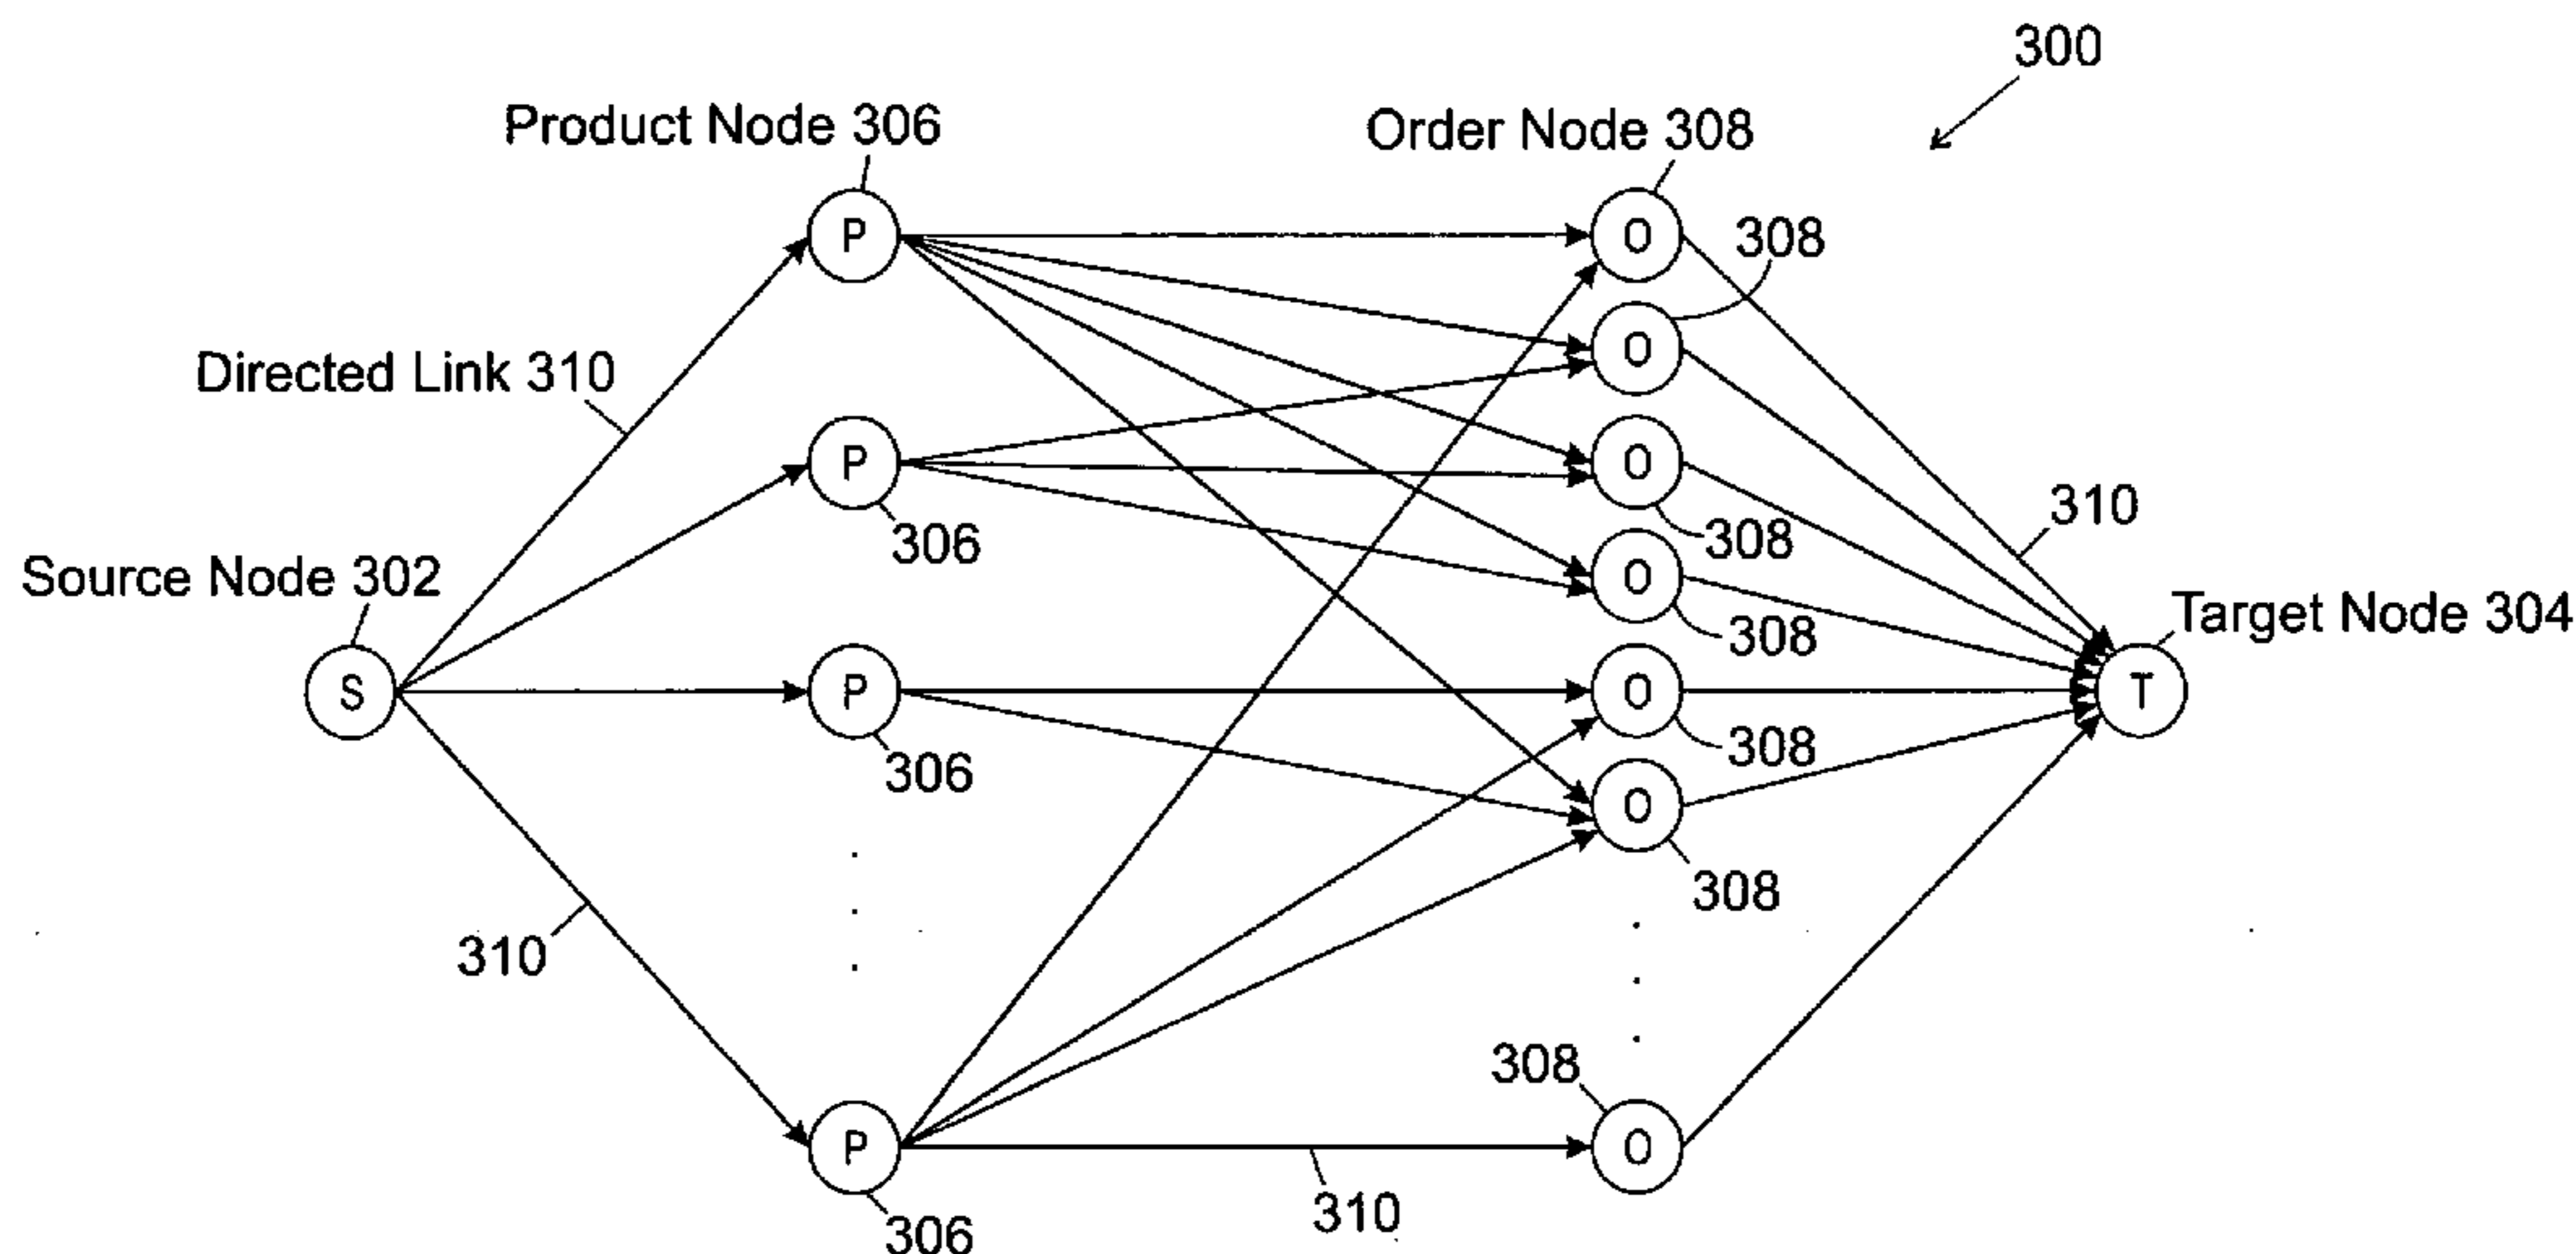 300
Product Node 306
Order Node 308
P
O
308
O
Directed Link 310
P
O
306
308
310
Source Node 302
O
308
Target Node 304
S
P
O
T
306
308
O
308
310
308
P
O
306
310